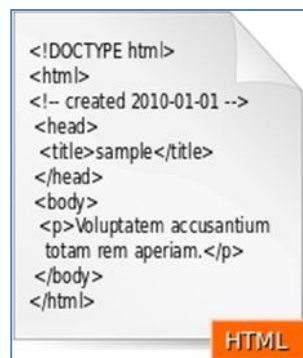 <!DOCTYPE html>
<html>
<!-- created 2010-01-01 -->
<head>
<title>sample</title>
</head>
<body>
<p>Voluptatem accusantium
totam rem aperiam.</p>
</body>
</html>
HTML